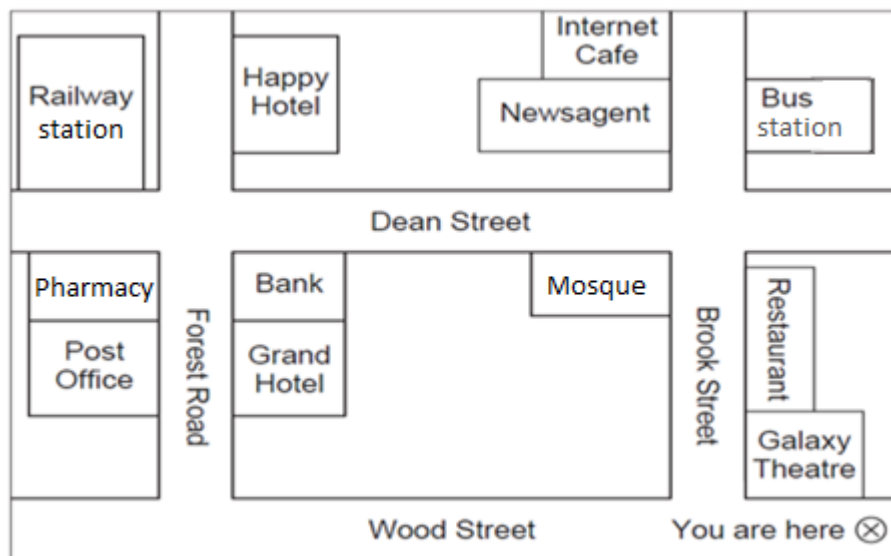 Internet
Cafe
Railway
station
Happy
Hotel
Newsagent
Bus
station
Dean Street
Pharmacy
Bank
Mosque
Restaurant
Post
Office
Grand
Hotel
Forest Road
Brook Street
Galaxy
Theatre
Wood Street
You are here